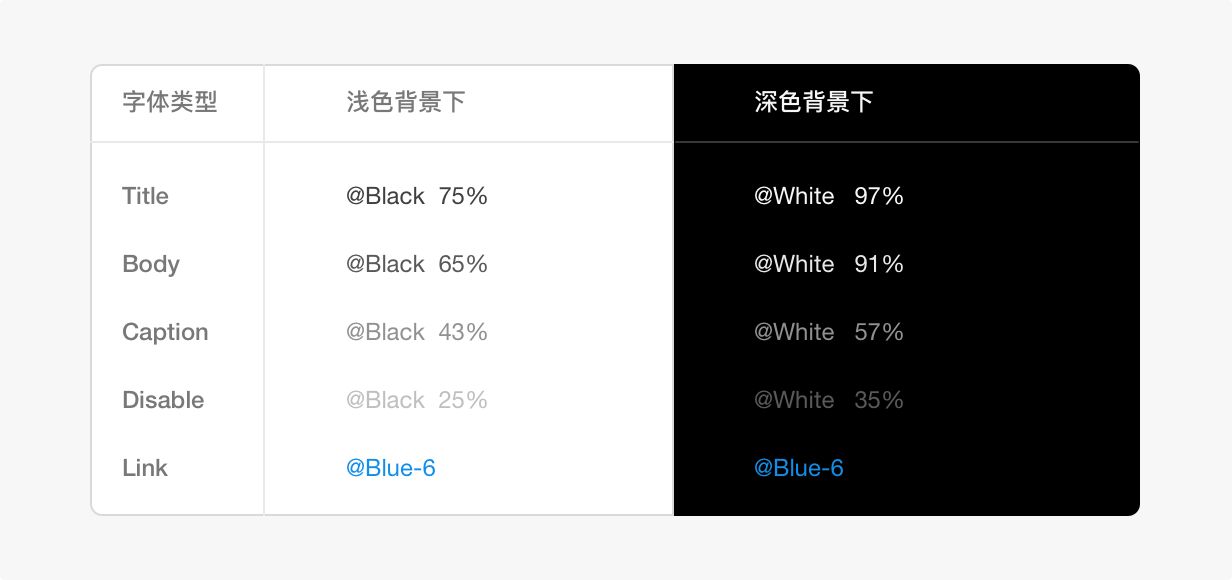 字体类型 浅色背景下 深色背景下
Title @Black 75% @White 97%
Body @Black 65% @White 91%
Caption @Black 43% @White 57%
Disable @Black 25% @White 35%
Link @Blue-6 @Blue-6